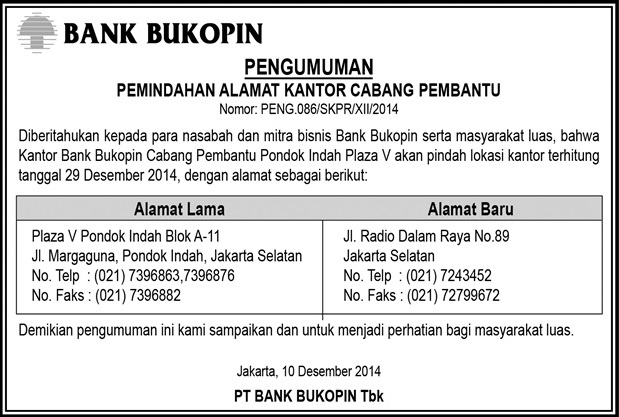 BANK BUKOPIN
PENGUMUMAN
PEMINDAHAN ALAMAT KANTOR CABANG PEMBANTU
Nomor: PENG.086/SKPR/XII/2014
Diberitahukan kepada para nasabah dan mitra bisnis Bank Bukopin serta masyarakat luas, bahwa
Kantor Bank Bukopin Cabang Pembantu Pondok Indah Plaza V akan pindah lokasi kantor terhitung
tanggal 29 Desember 2014, dengan alamat sebagai berikut:
Alamat Lama
Plaza V Pondok Indah Blok A-11
Jl. Margaguna, Pondok Indah, Jakarta Selatan
No. Telp : (021) 7396863,7396876
No. Faks : (021) 7396882
Alamat Baru
Jl. Radio Dalam Raya No.89
Jakarta Selatan
No. Telp : (021) 7243452
No. Faks : (021) 72799672
Demikian pengumuman ini kami sampaikan dan untuk menjadi perhatian bagi masyarakat luas.
Jakarta, 10 Desember 2014
PT BANK BUKOPIN Tbk